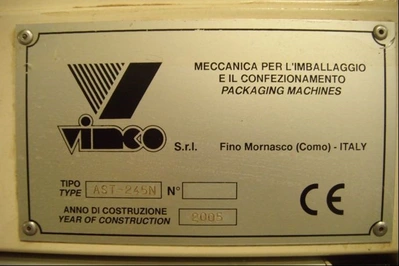 MECCANICA PER L'IMBALLAGGIO
E IL CONFEZIONAMENTO
PACKAGING MACHINES
vimco S.r.l. Fino Mornasco (Como) - ITALY
TIPO
TYPE AST-245N N°
ANNO DI COSTRUZIONE
YEAR OF CONSTRUCTION 2005
CE